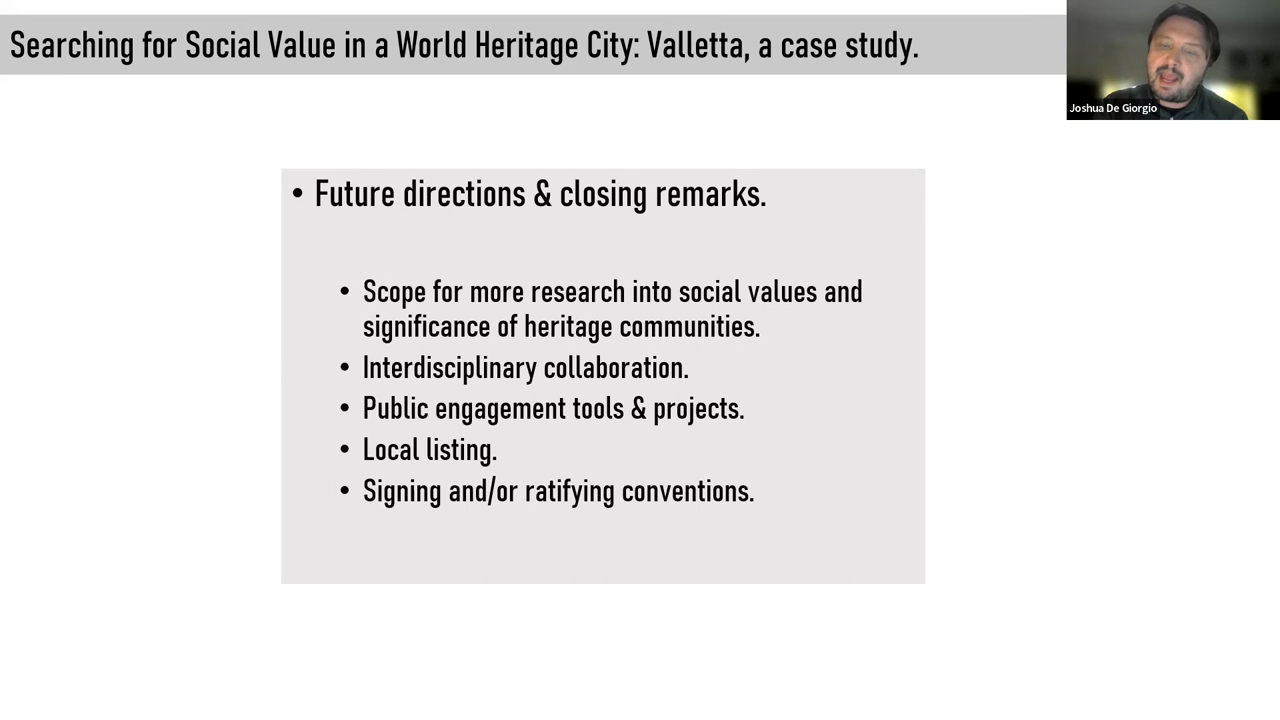 Searching for Social Value in a World Heritage City: Valletta, a case study.
Joshua De Giorgio
• Future directions & closing remarks.
• Scope for more research into social values and
significance of heritage communities.
• Interdisciplinary collaboration.
• Public engagement tools & projects.
• Local listing.
• Signing and/or ratifying conventions.